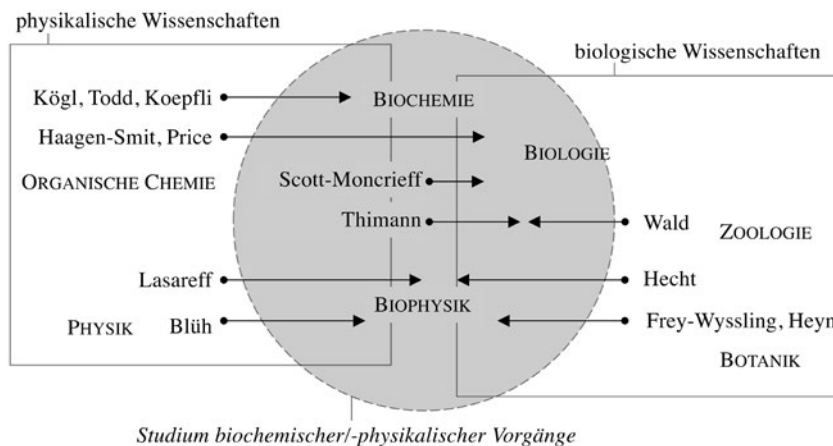 physikalische Wissenschaften
biologische Wissenschaften
Kögl, Todd, Koepfli
BIOCHEMIE
Haagen-Smit, Price
BIOLOGIE
ORGANISCHE CHEMIE
Scott-Moncrieff
Thimann
Wald
ZOOLOGIE
Lasareff
Hecht
BIOPHYSIK
PHYSIK
Blüh
Frey-Wyssling, Heyn
BOTANIK
Studium biochemischer/-physikalischer Vorgänge